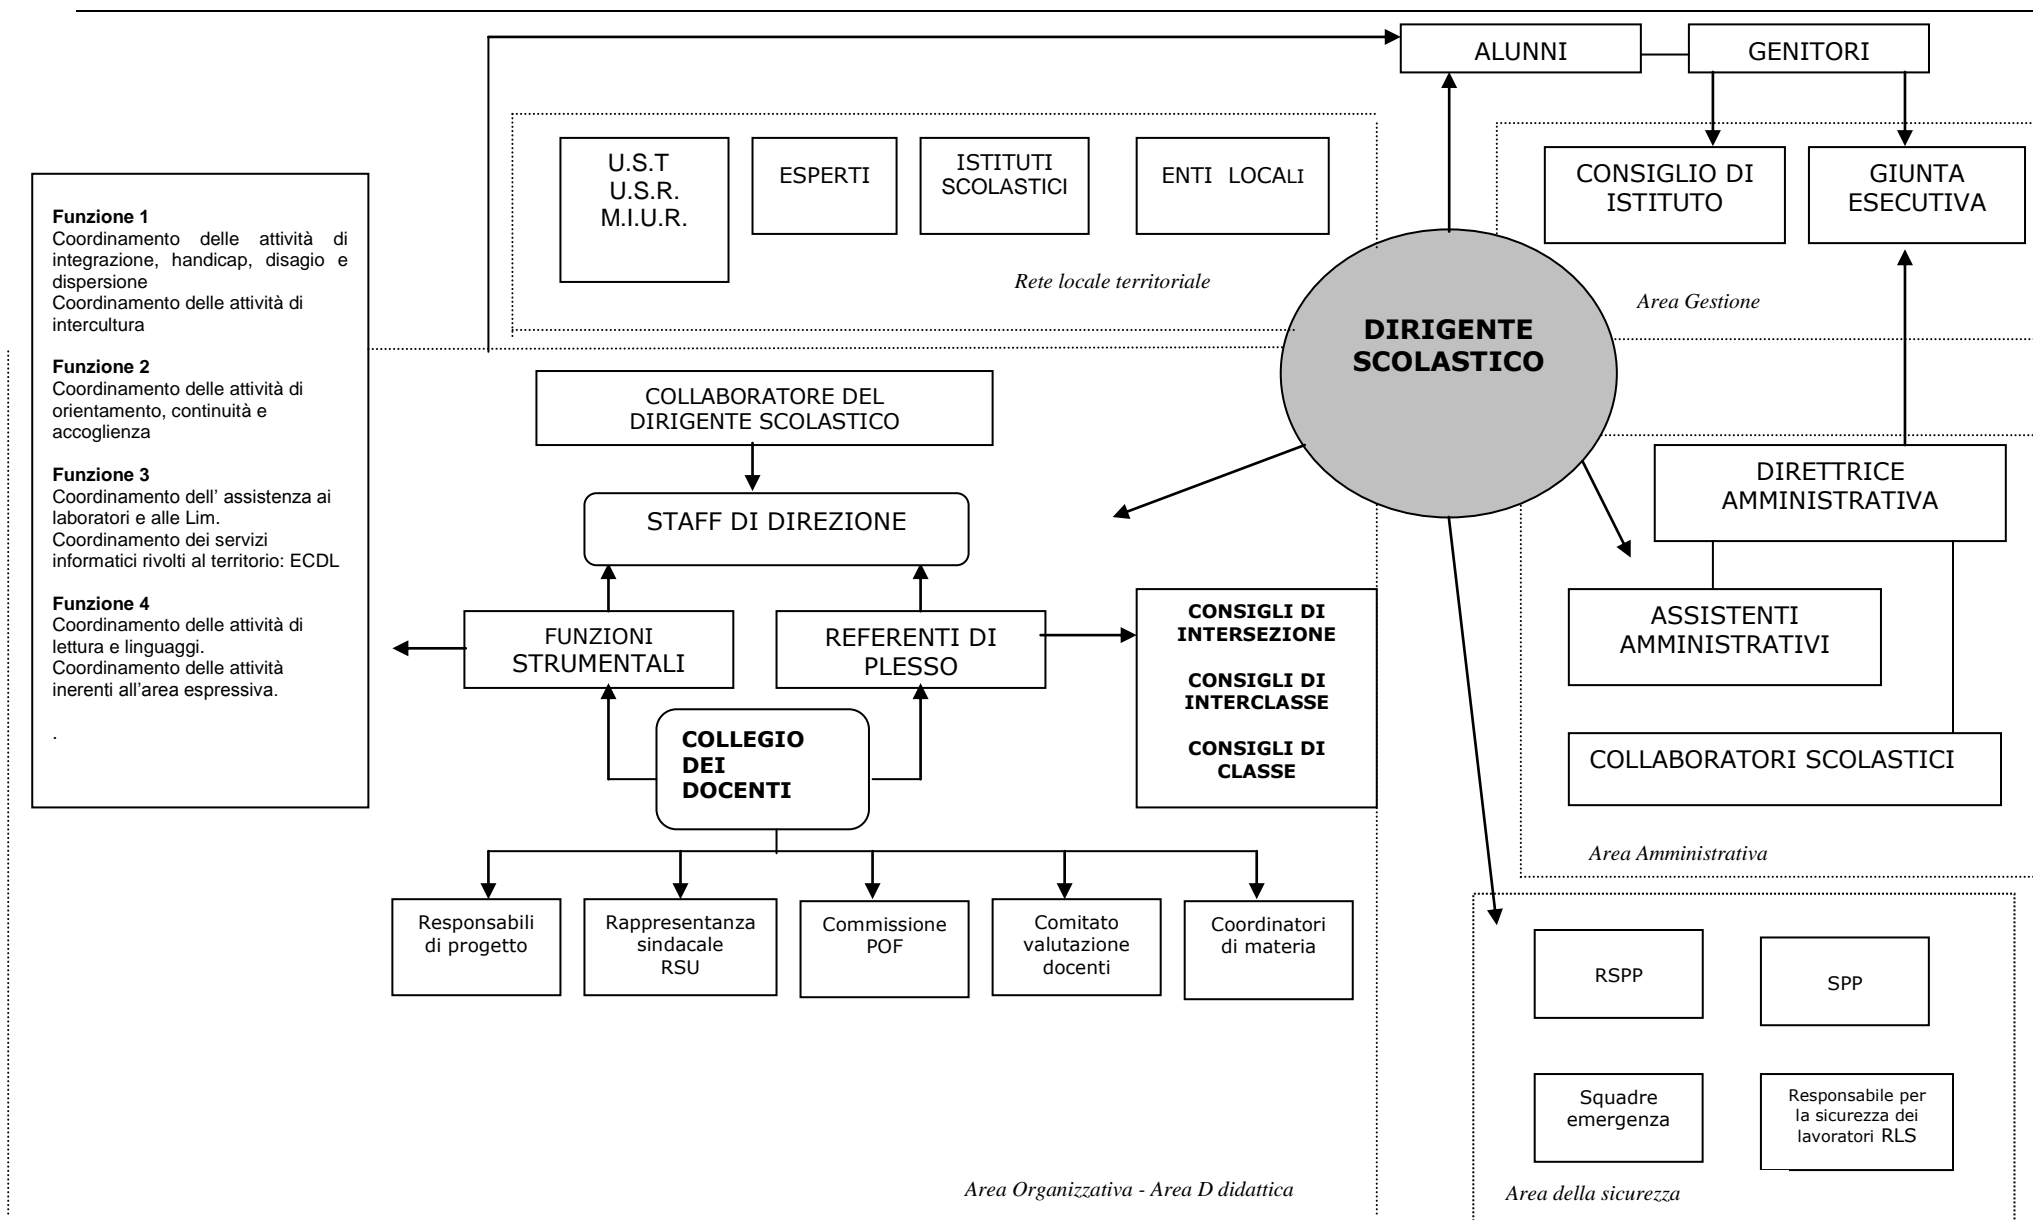 ALUNNI
GENITORI
U.S.T
U.S.R.
M.I.U.R.
ESPERTI
ISTITUTI
SCOLASTICI
ENTI LOCALI
Rete locale territoriale
CONSIGLIO DI
ISTITUTO
GIUNTA
ESECUTIVA
Area Gestione
Funzione 1
Coordinamento delle attività di
integrazione, handicap, disagio e
dispersione
Coordinamento delle attività di
intercultura
Funzione 2
Coordinamento delle attività di
orientamento, continuità e
accoglienza
Funzione 3
Coordinamento dell' assistenza ai
laboratori e alle Lim.
Coordinamento dei servizi
informatici rivolti al territorio: ECDL
Funzione 4
Coordinamento delle attività di
lettura e linguaggi.
Coordinamento delle attività
inerenti all'area espressiva.
.
DIRIGENTE
SCOLASTICO
COLLABORATORE DEL
DIRIGENTE SCOLASTICO
STAFF DI DIREZIONE
FUNZIONI
STRUMENTALI
REFERENTI DI
PLESSO
CONSIGLI DI
INTERSEZIONE
CONSIGLI DI
INTERCLASSE
CONSIGLI DI
CLASSE
COLLEGIO
DEI
DOCENTI
Responsabili
di progetto
Rappresentanza
sindacale
RSU
Commissione
POF
Comitato
valutazione
docenti
Coordinatori
di materia
Area Organizzativa - Area D didattica
DIRETTRICE
AMMINISTRATIVA
ASSISTENTI
AMMINISTRATIVI
COLLABORATORI SCOLASTICI
Area Amministrativa
RSPP
SPP
Squadre
emergenza
Responsabile per
la sicurezza dei
lavoratori RLS
Area della sicurezza